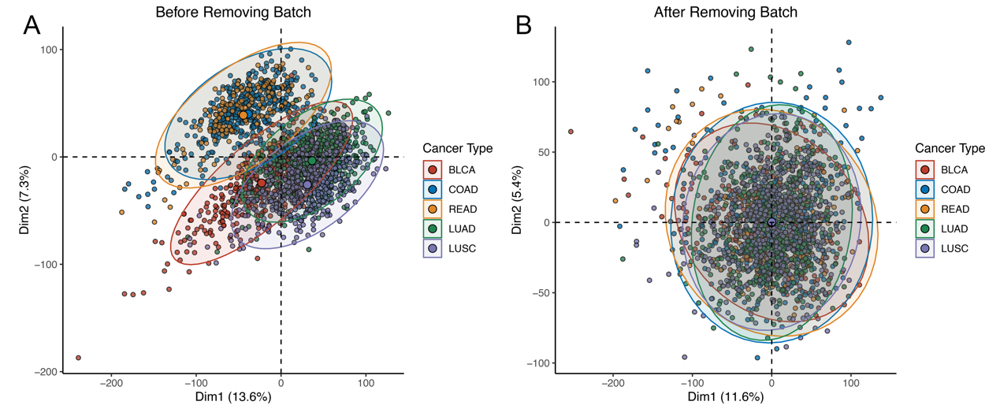 A
Before Removing Batch
100
0
−100
−200
Dim2 (7.3%)
−200
−100
0
100
Dim1 (13.6%)
Cancer Type
BLCA
COAD
READ
LUAD
LUSC
B
After Removing Batch
100
50
0
−50
−100
Dim2 (5.4%)
−200
−100
0
100
Dim1 (11.6%)
Cancer Type
BLCA
COAD
READ
LUAD
LUSC